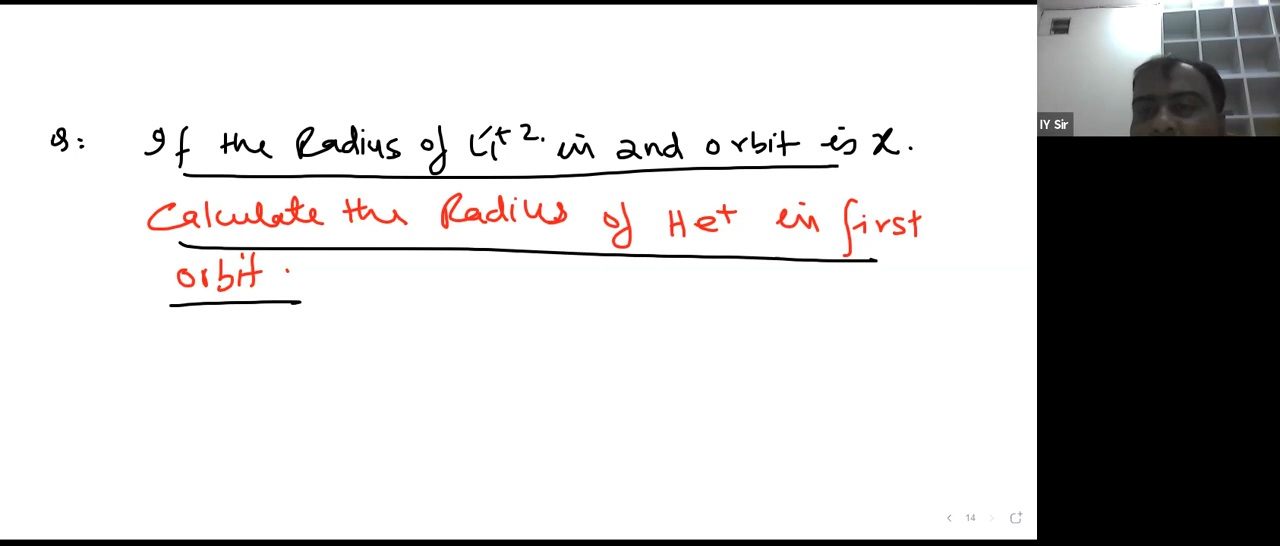 Q: If the Radius of Li+2. in 2nd orbit is x.
Calculate the Radius of He+ in first
orbit.
IY Sir
14